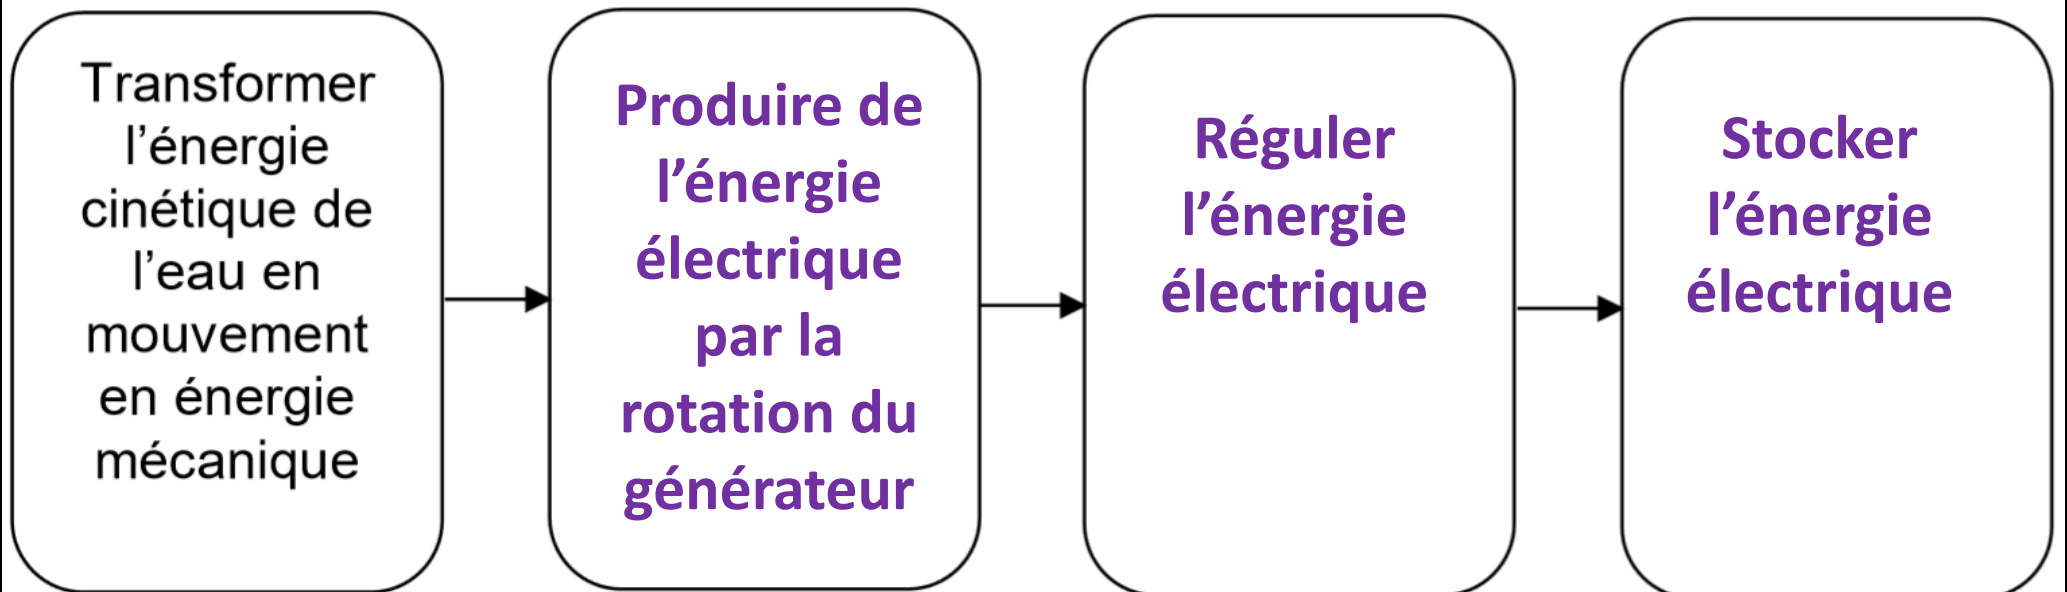 Transformer
l’énergie
cinétique de
l’eau en
mouvement
en énergie
mécanique
Produire de
l’énergie
électrique
par la
rotation du
générateur
Réguler
l’énergie
électrique
Stocker
l’énergie
électrique